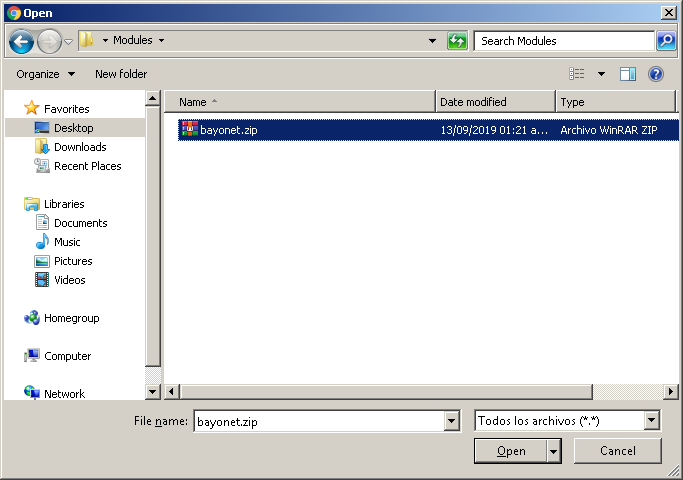 Open
Modules
Search Modules
Organize
New folder
Name
Date modified
Type
Favorites
Desktop
Downloads
Recent Places
Libraries
Documents
Music
Pictures
Videos
Homegroup
Computer
Network
bayonet.zip
13/09/2019 01:21 a...
Archivo WinRAR ZIP
File name:
bayonet.zip
Todos los archivos (*.*)
Open
Cancel